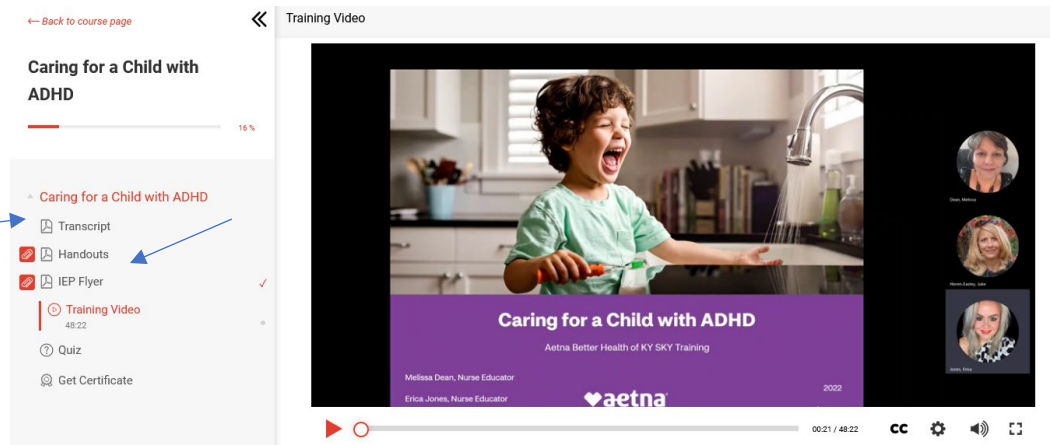 ← Back to course page
Training Video
Caring for a Child with
ADHD
16 %
Caring for a Child with ADHD
Transcript
Handouts
IEP Flyer
Training Video
48:22
Quiz
Get Certificate
Caring for a Child with ADHD
Aetna Better Health of KY SKY Training
Melissa Dean, Nurse Educator
Erica Jones, Nurse Educator
aetna
2022
Dean, Melissa
Jones, Erica
00:21 / 48:22
CC